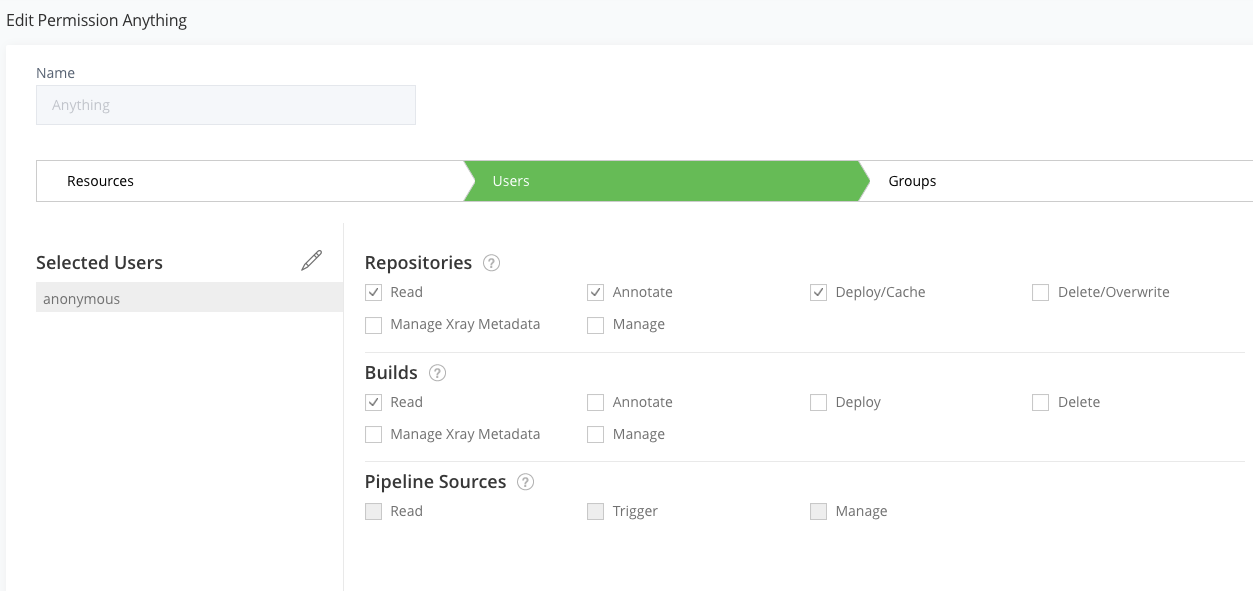 Edit Permission Anything
Name
Anything
Resources
Users
Groups
Selected Users
anonymous
Repositories ?
Read
Annotate
Deploy/Cache
Delete/Overwrite
Manage Xray Metadata
Manage
Builds ?
Read
Annotate
Deploy
Delete
Manage Xray Metadata
Manage
Pipeline Sources ?
Read
Trigger
Manage